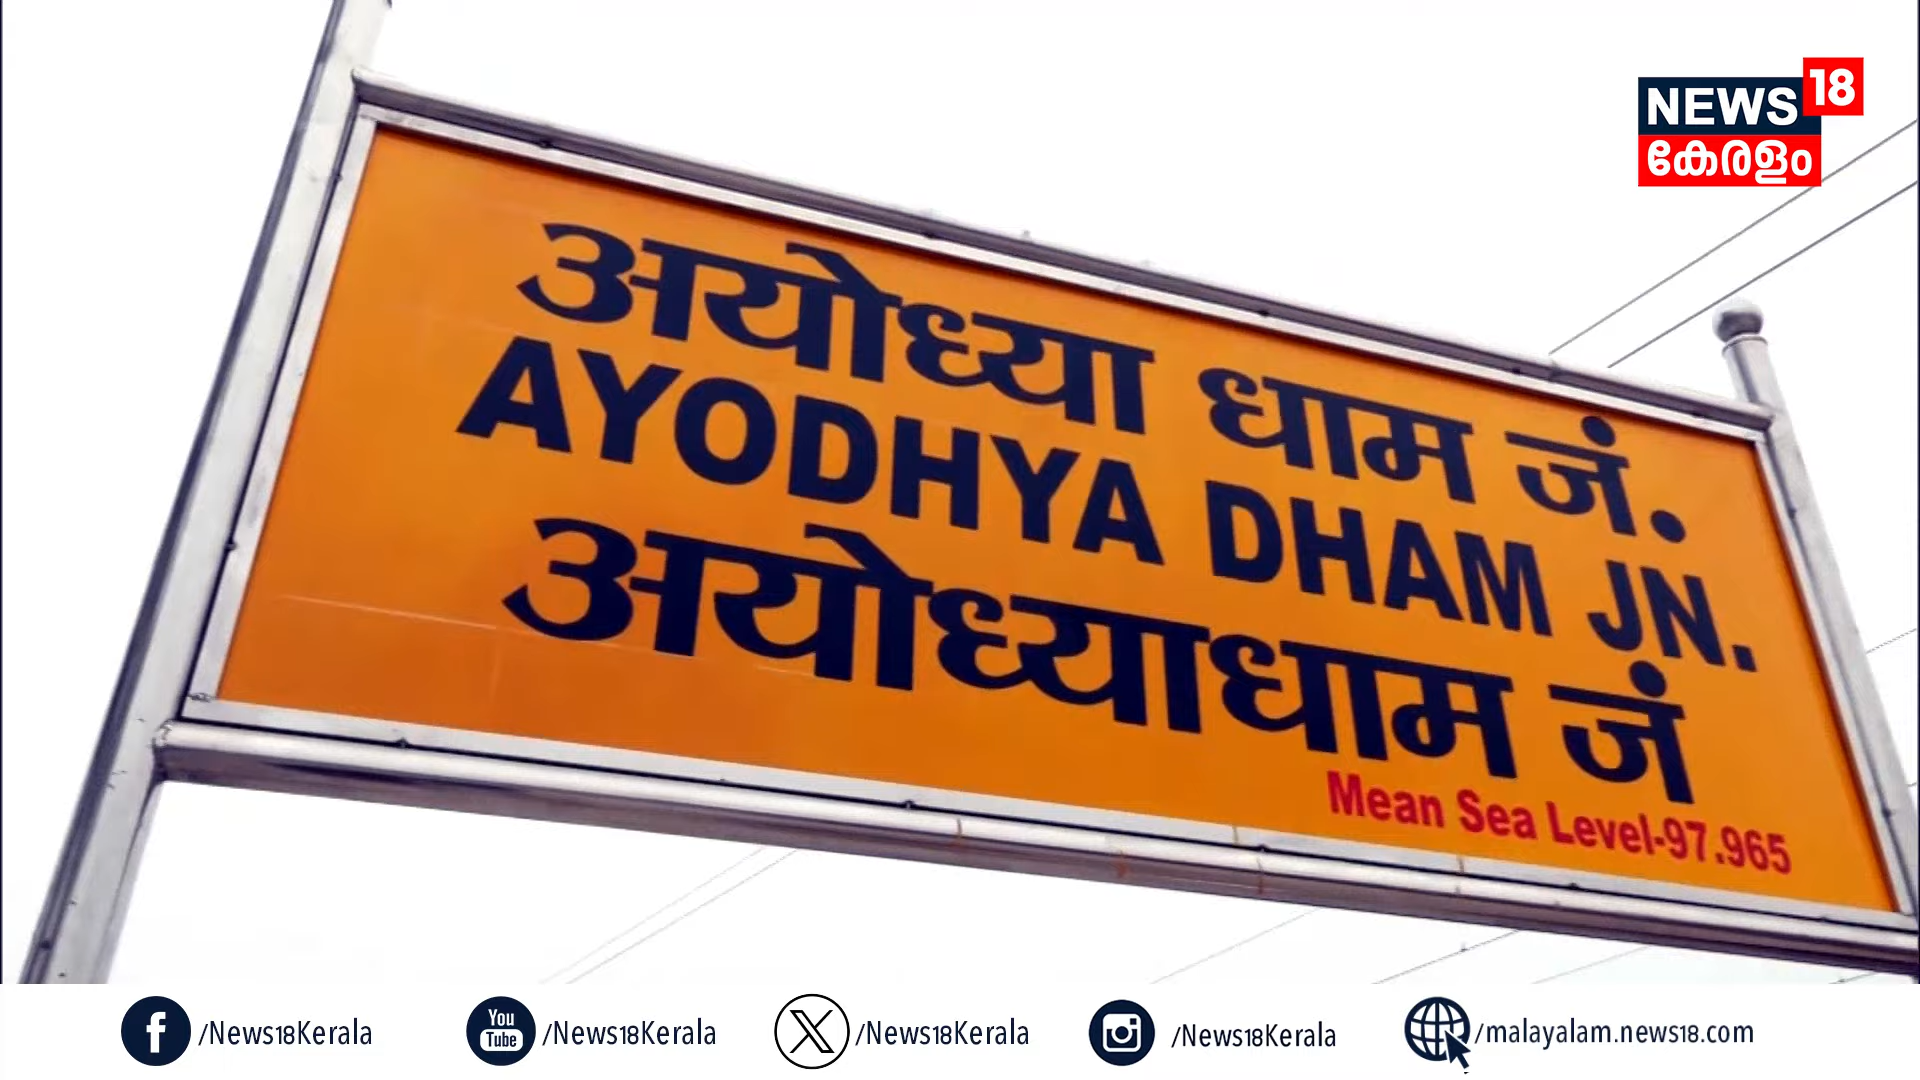 NEWS 18
കേരളം
अयोध्या धाम जं.
AYODHYA DHAM JN.
अयोध्याधाम जं
Mean Sea Level-97.965
/News18Kerala
You Tube /News18Kerala
/News18Kerala
/News18Kerala
/malayalam.news18.com